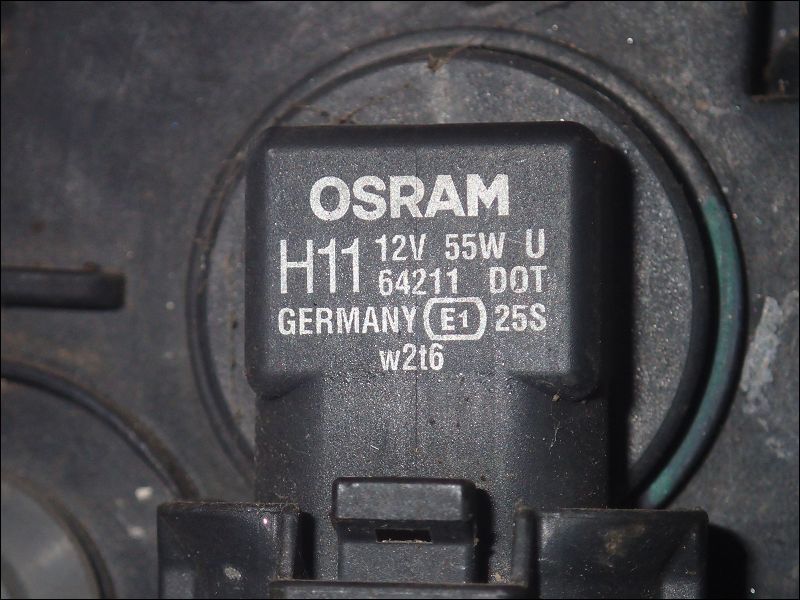 OSRAM
H11 12V 55W U
64211 DOT
GERMANY E1 25S
w2t6